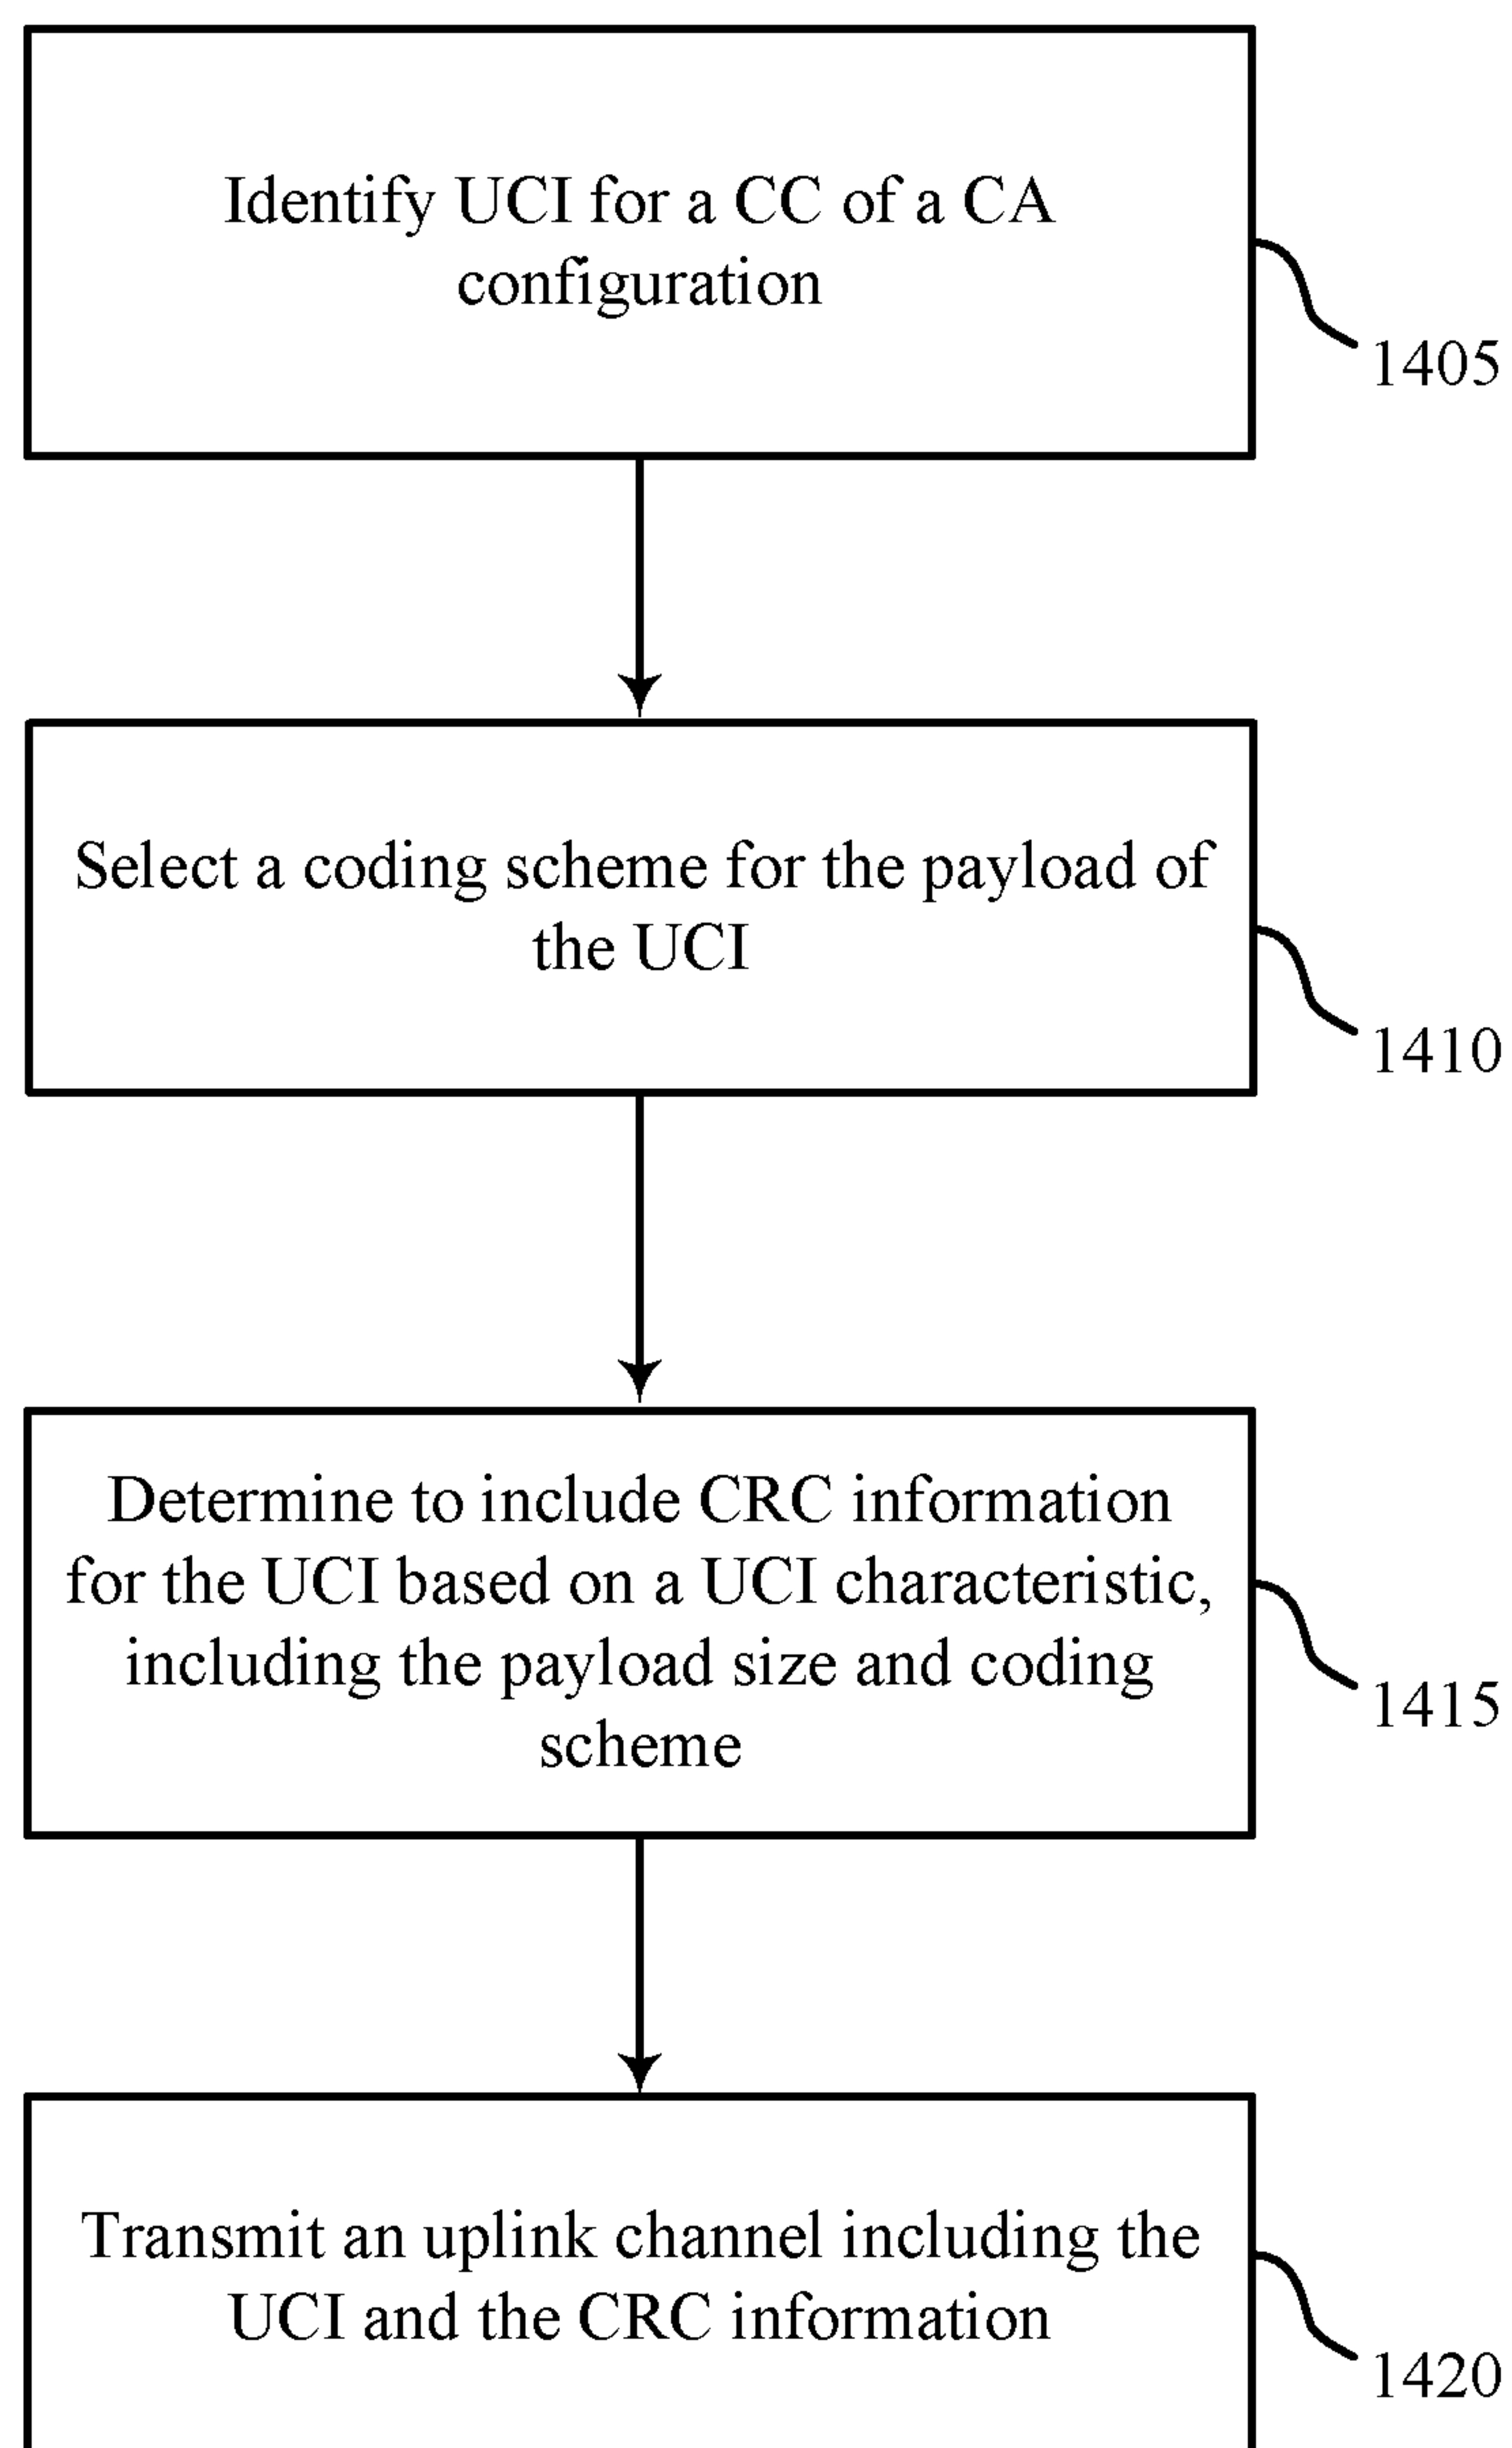 Identify UCI for a CC of a CA
configuration
1405
Select a coding scheme for the payload of
the UCI
1410
Determine to include CRC information
for the UCI based on a UCI characteristic,
including the payload size and coding
scheme
1415
Transmit an uplink channel including the
UCI and the CRC information
1420